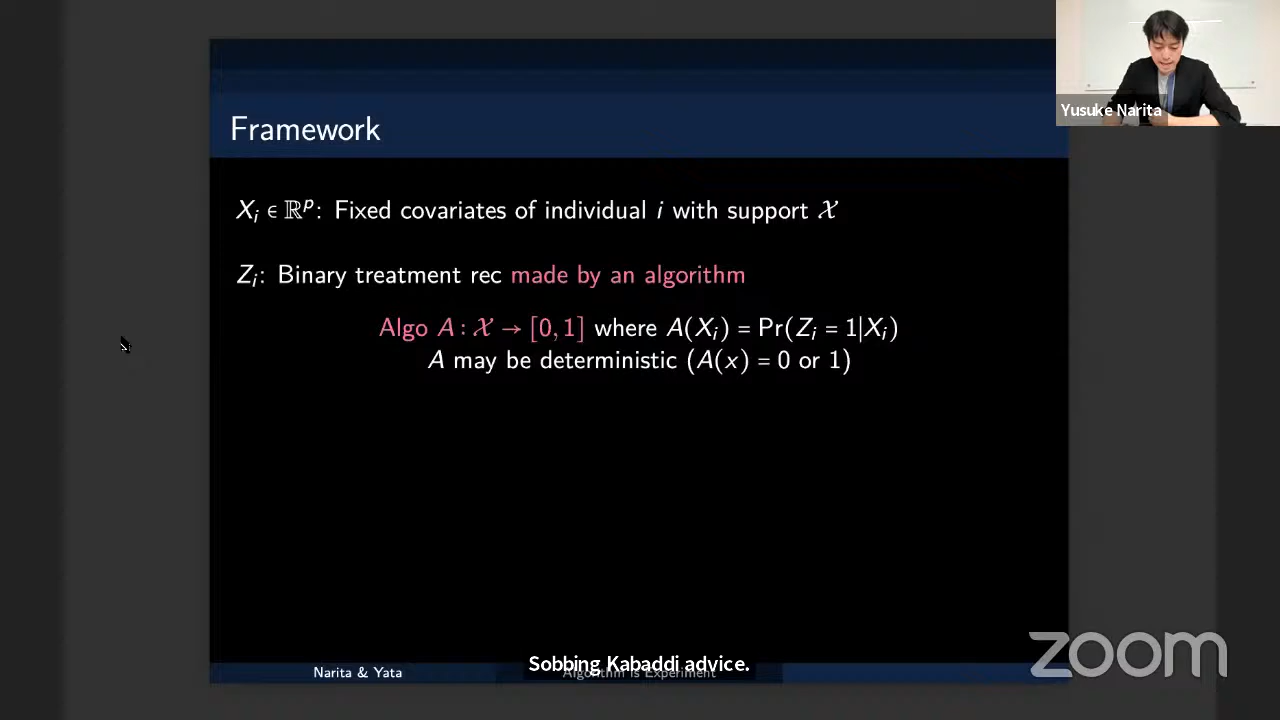 Yusuke Narita
Framework
Xᵢ ∈ ℝᵖ: Fixed covariates of individual i with support 𝒳
Zᵢ: Binary treatment rec made by an algorithm
Algo A : 𝒳 → [0, 1] where A(Xᵢ) = Pr(Zᵢ = 1|Xᵢ)
A may be deterministic (A(x) = 0 or 1)
Sobbing Kabaddi advice.
Narita & Yata
Algorithm is Experiment
zoom